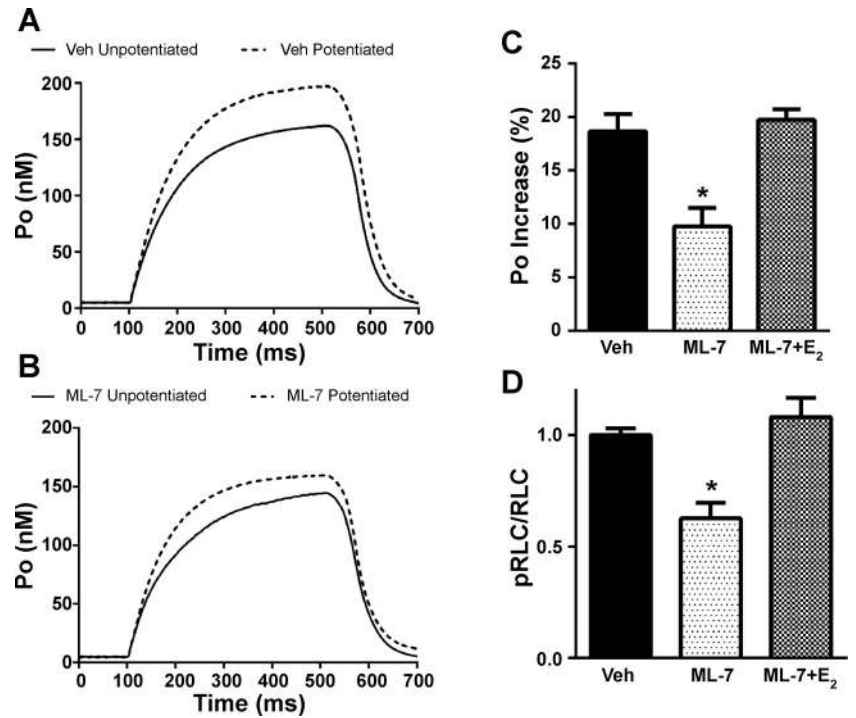 A
Veh Unpotentiated Veh Potentiated
200
150
100
50
0
Po (nM)
0 100 200 300 400 500 600 700
Time (ms)
B
ML-7 Unpotentiated ML-7 Potentiated
200
150
100
50
0
Po (nM)
0 100 200 300 400 500 600 700
Time (ms)
C
25
20
15
10
5
0
Po Increase (%)
*
Veh ML-7 ML-7+E₂
D
1.0
0.5
0.0
pRLC/RLC
*
Veh ML-7 ML-7+E₂